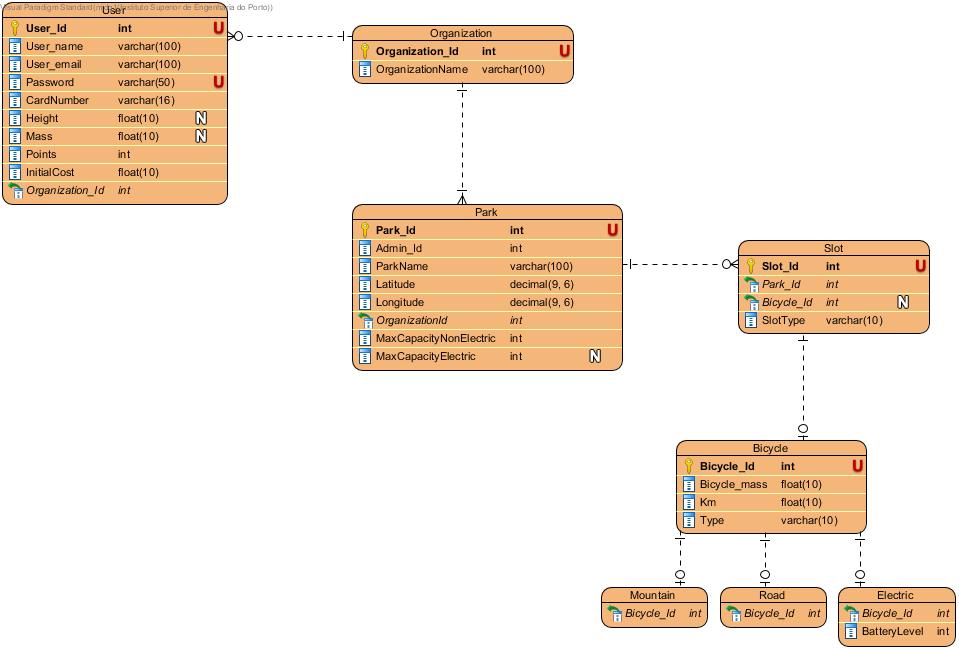 Visual Paradigm Standard(
Instituto Superior de Engenharia do Porto))
User
User_Id int U
User_name varchar(100)
User_email varchar(100)
Password varchar(50) U
CardNumber varchar(16)
Height float(10) N
Mass float(10) N
Points int
InitialCost float(10)
Organization_Id int
Organization
Organization_Id int U
OrganizationName varchar(100)
Park
Park_Id int U
Admin_Id int
ParkName varchar(100)
Latitude decimal(9, 6)
Longitude decimal(9, 6)
OrganizationId int
MaxCapacityNonElectric int
MaxCapacityElectric int N
Slot
Slot_Id int U
Park_Id int
Bicycle_Id int N
SlotType varchar(10)
Bicycle
Bicycle_Id int U
Bicycle_mass float(10)
Km float(10)
Type varchar(10)
Mountain
Bicycle_Id int
Road
Bicycle_Id int
Electric
Bicycle_Id int
BatteryLevel int